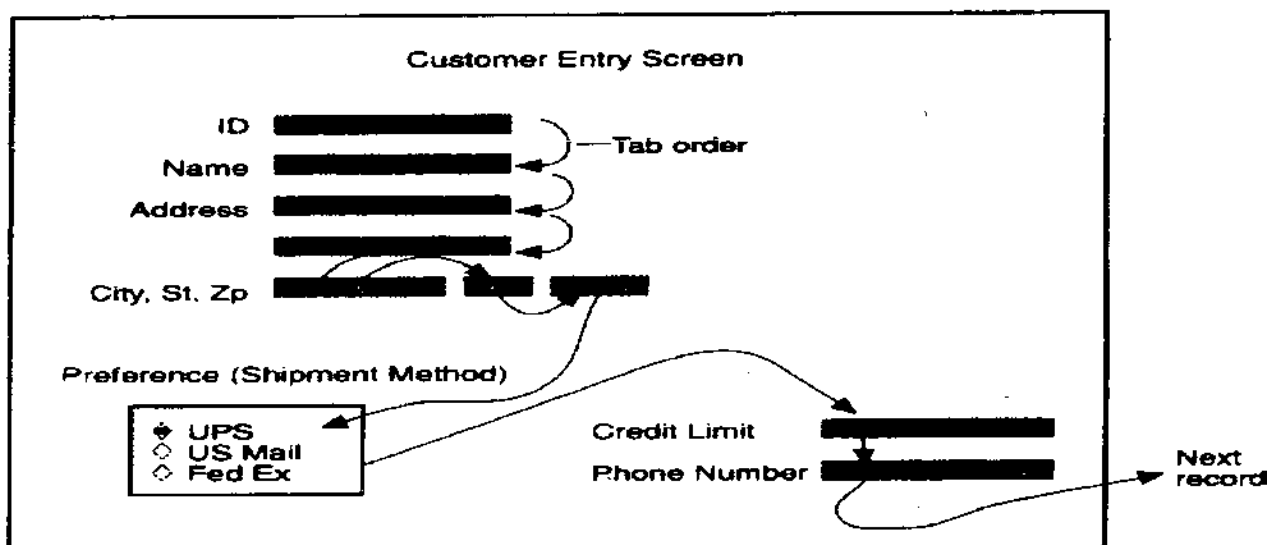 Customer Entry Screen
ID
Tab order
Name
Address
City, St. Zp
Preference (Shipment Method)
UPS
US Mail
Fed Ex
Credit Limit
Phone Number
Next
record